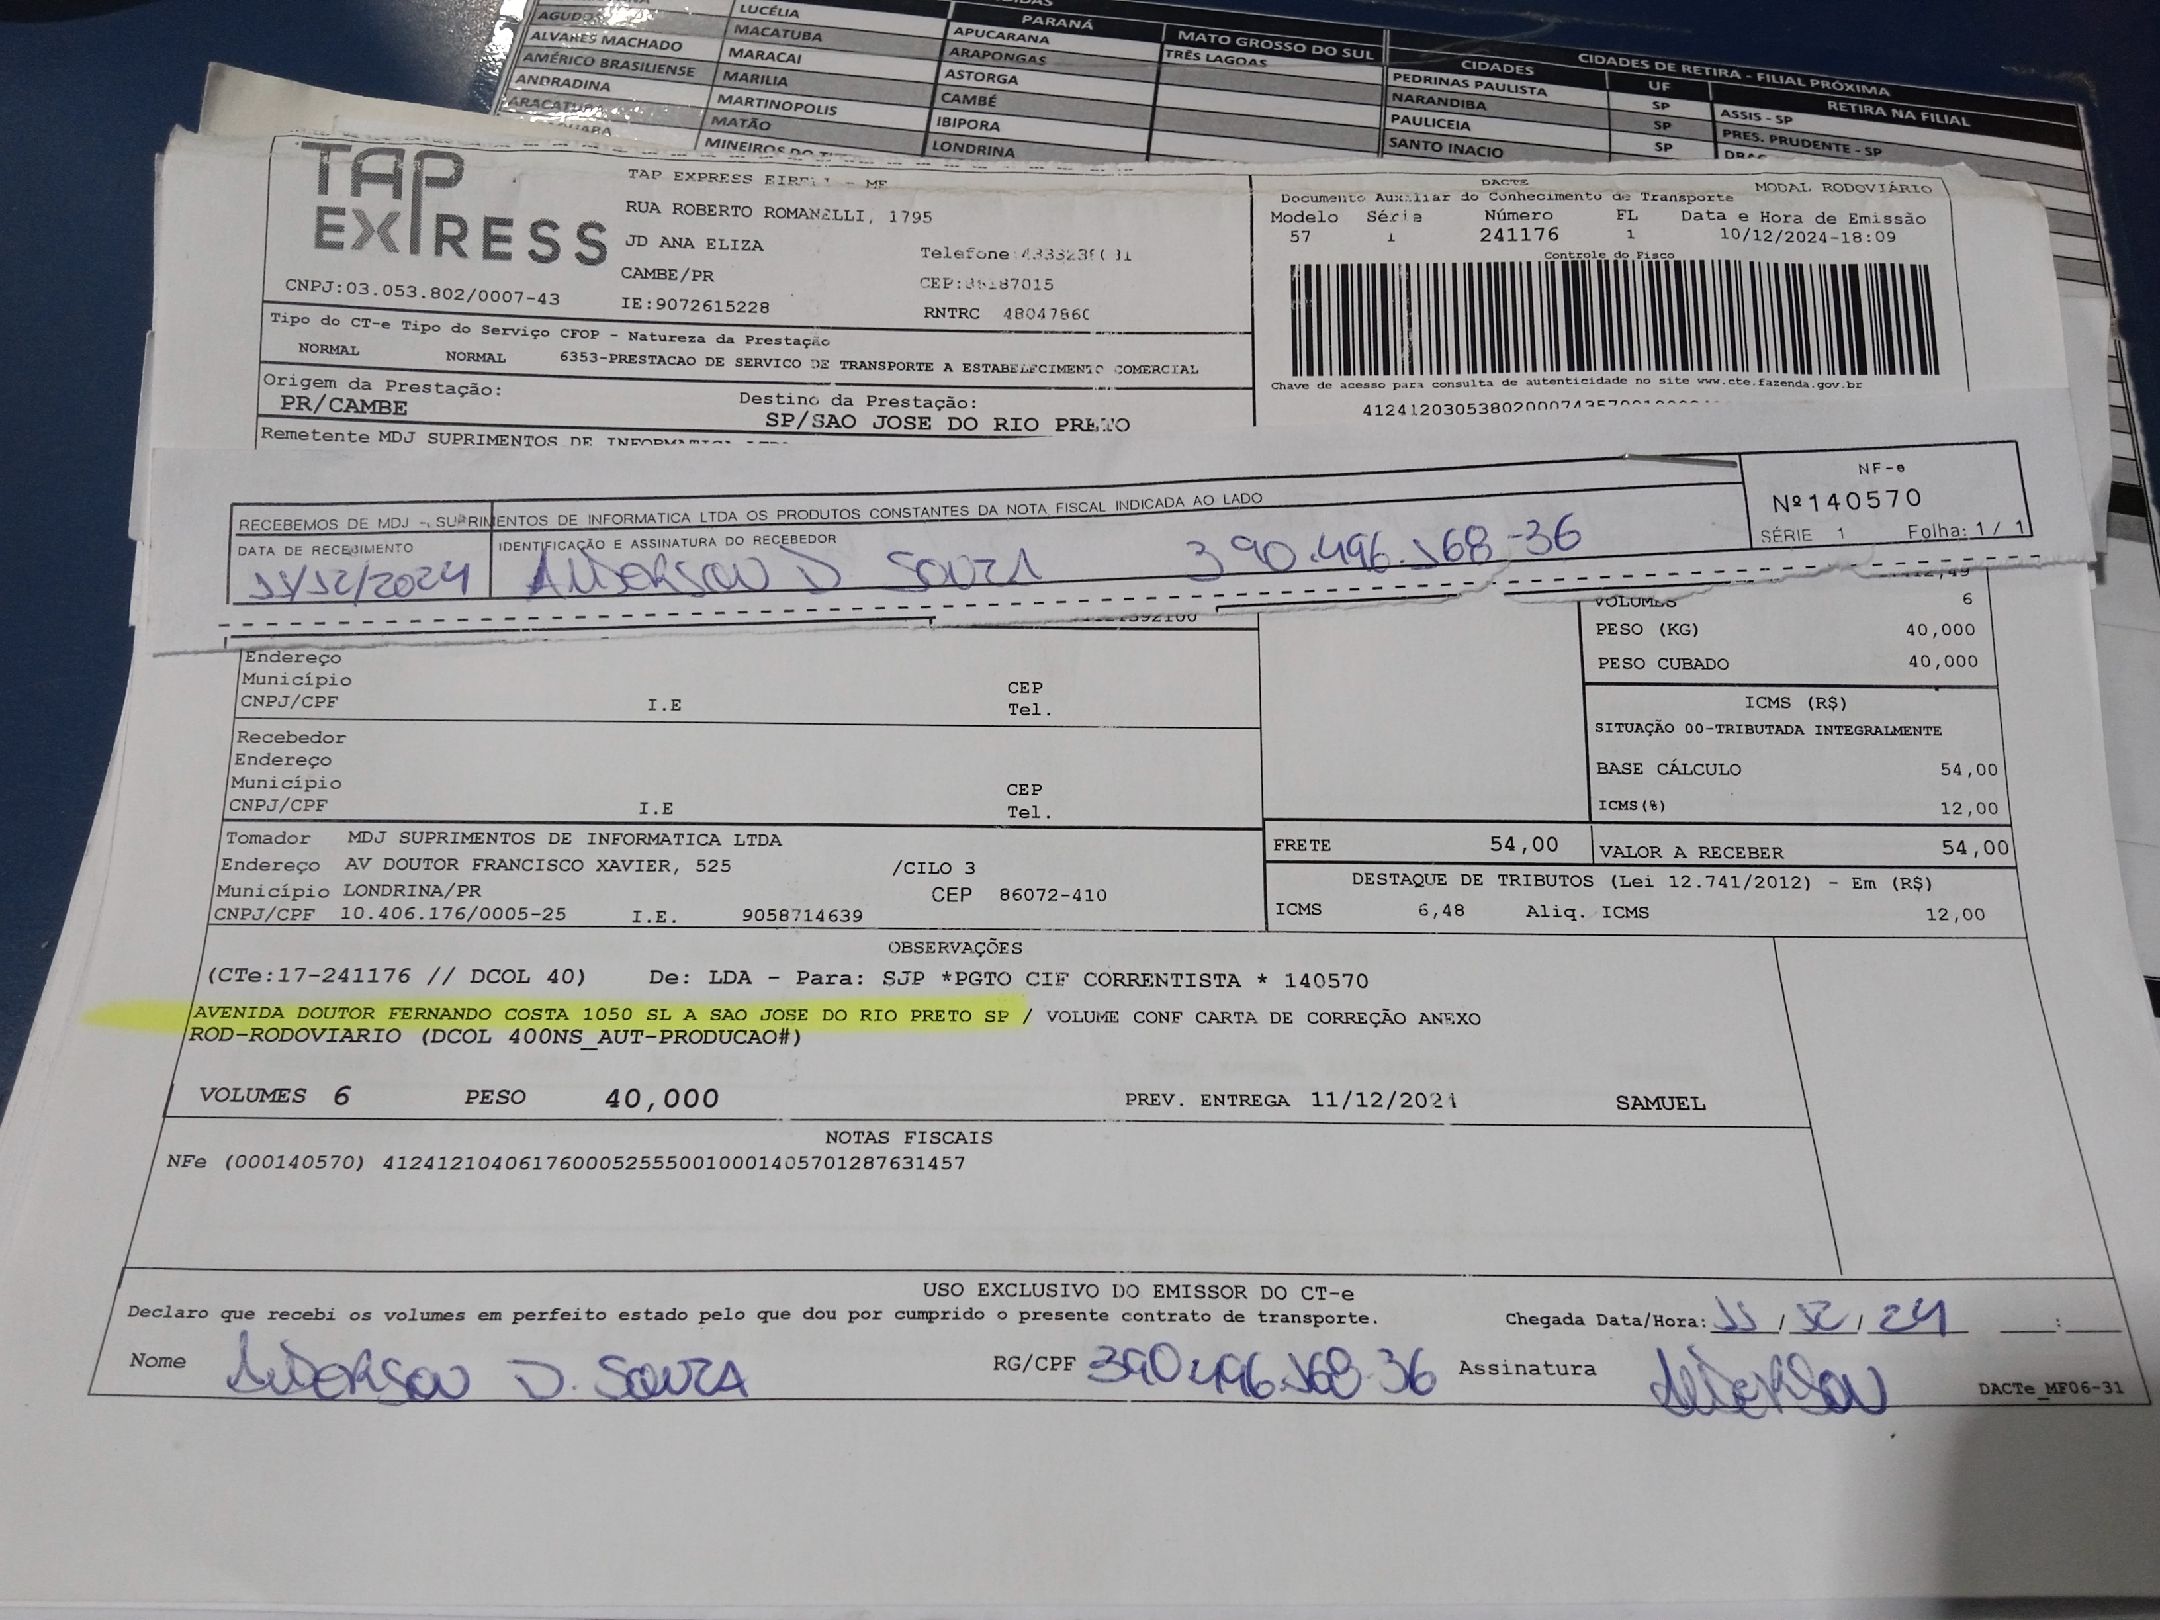 LUCÉLIA
PARANÁ
MATO GROSSO DO SUL
CIDADES DE RETIRA - FILIAL PRÓXIMA
ALVARES MACHADO MACATUBA APUCARANA TRÊS LAGOAS CIDADES UF RETIRA NA FILIAL
AMÉRICO BRASILIENSE MARACAI ARAPONGAS PEDRINAS PAULISTA SP ASSIS - SP
ANDRADINA MARILIA ASTORGA NARANDIBA SP PRES. PRUDENTE - SP
MARTINOPOLIS CAMBÉ PAULICEIA SP
MATÃO IBIPORA SANTO INACIO SP
LONDRINA
TAP EXPRESS
TAP EXPRESS EIRELI - ME
RUA ROBERTO ROMANELLI, 1795
JD ANA ELIZA
Telefone:
CAMBE/PR
CEP:
CNPJ:03.053.802/0007-43
IE:9072615228
RNTRC
DACTE
Documento Auxiliar do Conhecimento de Transporte
MODAL RODOVIÁRIO
Modelo Série Número FL Data e Hora de Emissão
57 1 241176 1 10/12/2024-18:09
Controle do Fisco
Chave de acesso para consulta de autenticidade no site www.cte.fazenda.gov.br
Tipo do CT-e Tipo do Serviço CFOP - Natureza da Prestação
NORMAL NORMAL 6353-PRESTACAO DE SERVICO DE TRANSPORTE A ESTABELECIMENTO COMERCIAL
Origem da Prestação: Destino da Prestação:
PR/CAMBE SP/SAO JOSE DO RIO PRETO
Remetente MDJ SUPRIMENTOS DE
RECEBEMOS DE MDJ - SUPRIMENTOS DE INFORMATICA LTDA OS PRODUTOS CONSTANTES DA NOTA FISCAL INDICADA AO LADO
NF-e
Nº140570
SÉRIE 1 Folha: 1 / 1
DATA DE RECEBIMENTO IDENTIFICAÇÃO E ASSINATURA DO RECEBEDOR
11/12/2024 ANDERSON D SOUZA 390.496.168-36
VOLUMES 6
PESO (KG) 40,000
PESO CUBADO 40,000
Endereço
Município CEP
CNPJ/CPF I.E Tel.
ICMS (R$)
SITUAÇÃO 00-TRIBUTADA INTEGRALMENTE
BASE CÁLCULO 54,00
ICMS(%) 12,00
Recebedor
Endereço
Município CEP
CNPJ/CPF I.E Tel.
Tomador MDJ SUPRIMENTOS DE INFORMATICA LTDA
Endereço AV DOUTOR FRANCISCO XAVIER, 525 /CILO 3
Município LONDRINA/PR CEP 86072-410
CNPJ/CPF 10.406.176/0005-25 I.E. 9058714639
FRETE 54,00 VALOR A RECEBER 54,00
DESTAQUE DE TRIBUTOS (Lei 12.741/2012) - Em (R$)
ICMS 6,48 Aliq. ICMS 12,00
OBSERVAÇÕES
(CTe:17-241176 // DCOL 40) De: LDA - Para: SJP *PGTO CIF CORRENTISTA * 140570
AVENIDA DOUTOR FERNANDO COSTA 1050 SL A SAO JOSE DO RIO PRETO SP / VOLUME CONF CARTA DE CORREÇÃO ANEXO
ROD-RODOVIARIO (DCOL 400NS_AUT-PRODUCAO#)
VOLUMES 6 PESO 40,000 PREV. ENTREGA 11/12/2024 SAMUEL
NOTAS FISCAIS
NFe (000140570) 41241210406176000525550010001405701287631457
USO EXCLUSIVO DO EMISSOR DO CT-e
Declaro que recebi os volumes em perfeito estado pelo que dou por cumprido o presente contrato de transporte.
Chegada Data/Hora: 11 / 12 / 24 :
Nome ANDERSON D. SOUZA RG/CPF 390.496.168-36 Assinatura ANDERSON
DACTe_MF06-31